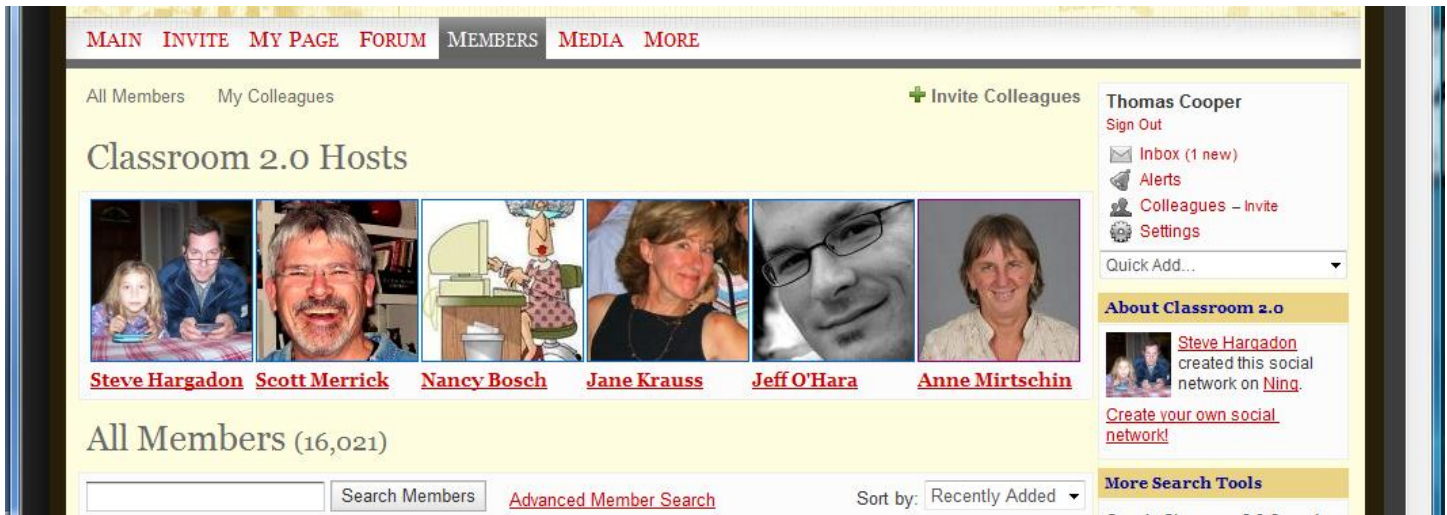 MAIN INVITE MY PAGE FORUM MEMBERS MEDIA MORE
All Members My Colleagues
Invite Colleagues
Classroom 2.0 Hosts
Steve Hargadon Scott Merrick Nancy Bosch Jane Krauss Jeff O'Hara Anne Mirtschin
All Members (16,021)
Search Members Advanced Member Search Sort by: Recently Added
Thomas Cooper
Sign Out
Inbox (1 new)
Alerts
Colleagues – Invite
Settings
Quick Add...
About Classroom 2.0
Steve Hargadon
created this social
network on Ning.
Create your own social
network!
More Search Tools